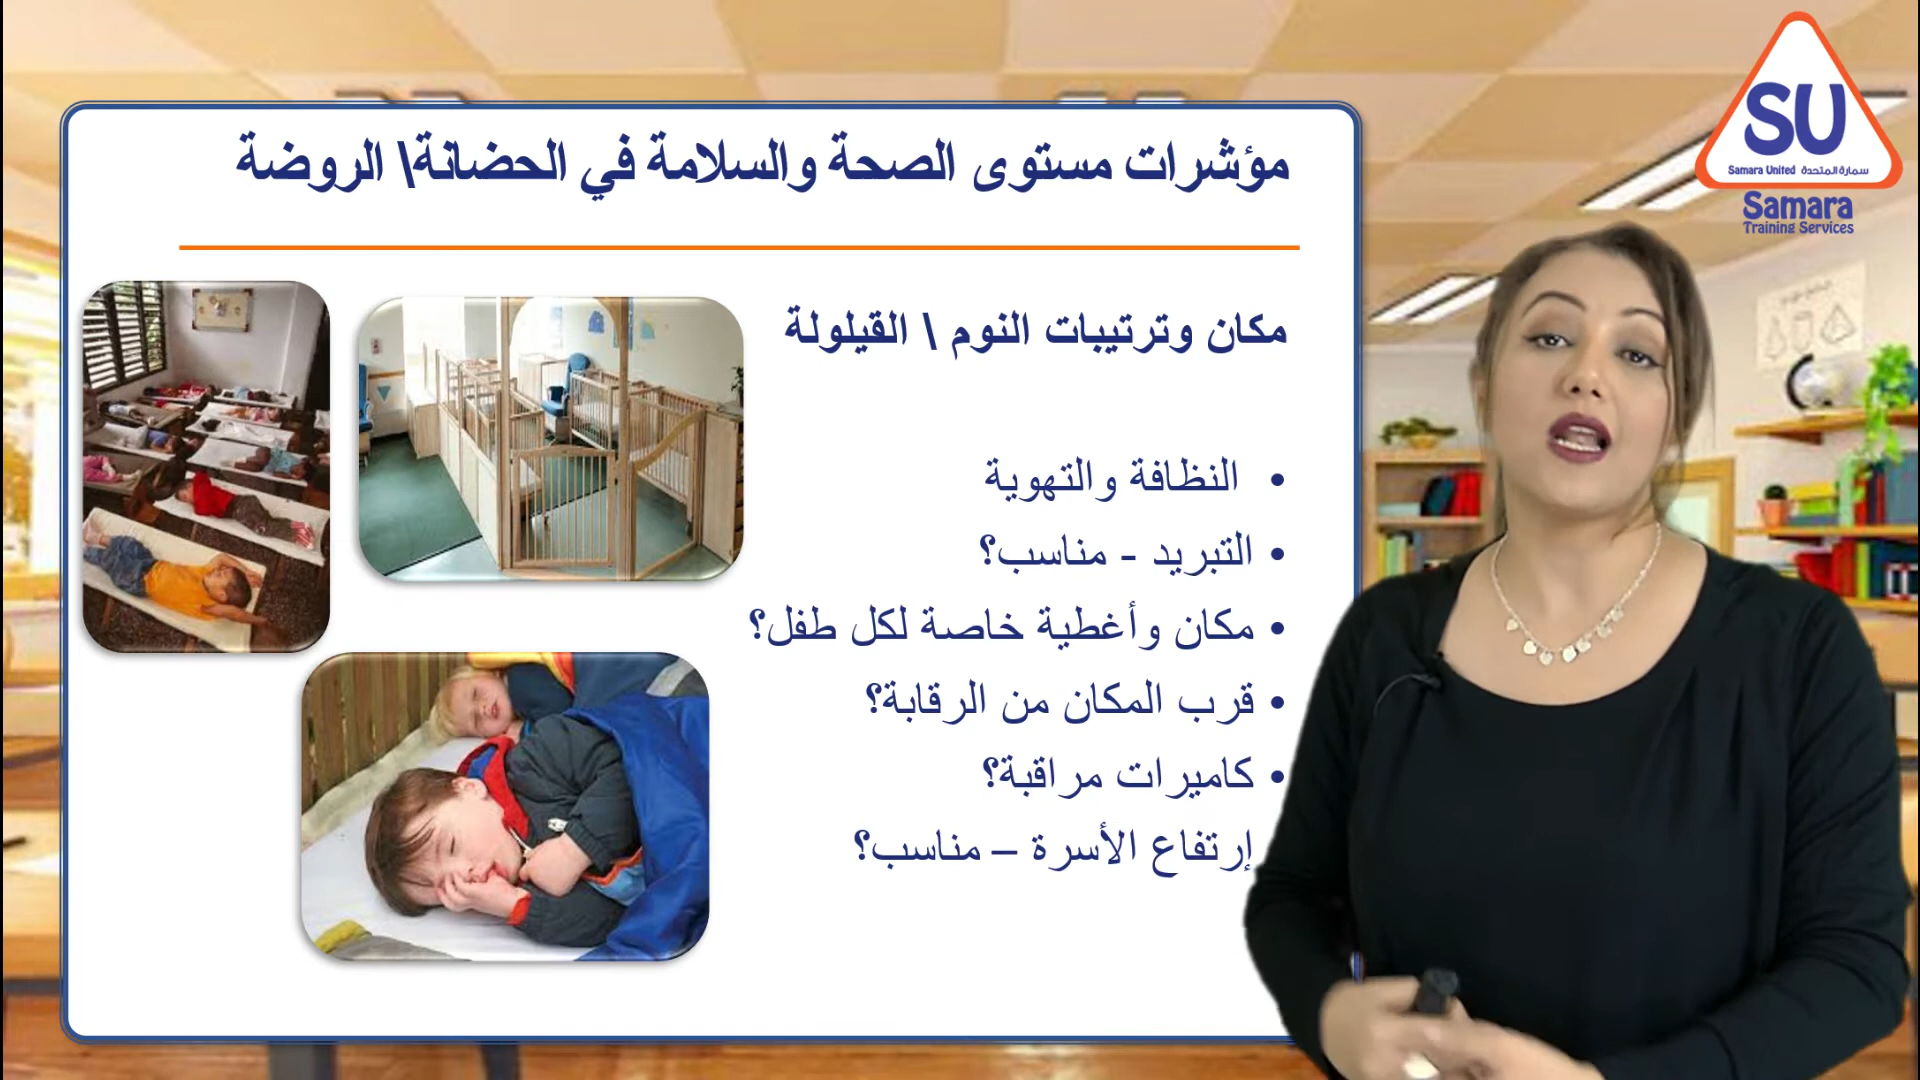 مؤشرات مستوى الصحة والسلامة في الحضانة\ الروضة
مكان وترتيبات النوم \ القيلولة
• النظافة والتهوية
• التبريد - مناسب؟
• مكان وأغطية خاصة لكل طفل؟
• قرب المكان من الرقابة؟
• كاميرات مراقبة؟
إرتفاع الأسرة – مناسب؟
SU
Samara United سمارة المتحدة
Samara
Training Services